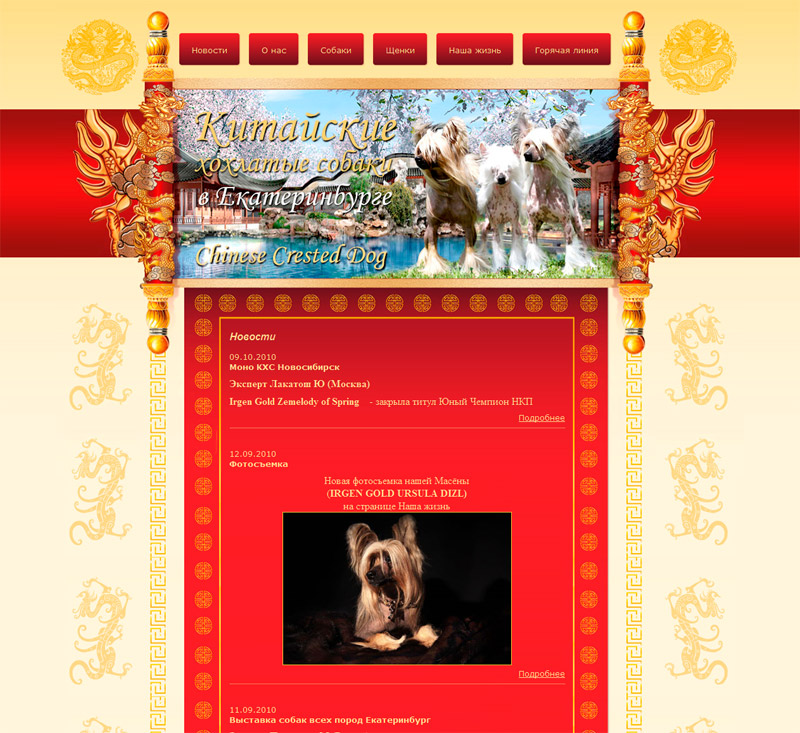 Новости
О нас
Собаки
Щенки
Наша жизнь
Горячая линия
Китайские
хохлатые собаки
в Екатеринбурге
Chinese Crested Dog
Новости
09.10.2010
Моно КХС Новосибирск
Эксперт Лакатош Ю (Москва)
Irgen Gold Zemelody of Spring - закрыла титул Юный Чемпион НКП
Подробнее
12.09.2010
Фотосъемка
Новая фотосъемка нашей Масёны
(IRGEN GOLD URSULA DIZL)
на странице Наша жизнь
Подробнее
11.09.2010
Выставка собак всех пород Екатеринбург